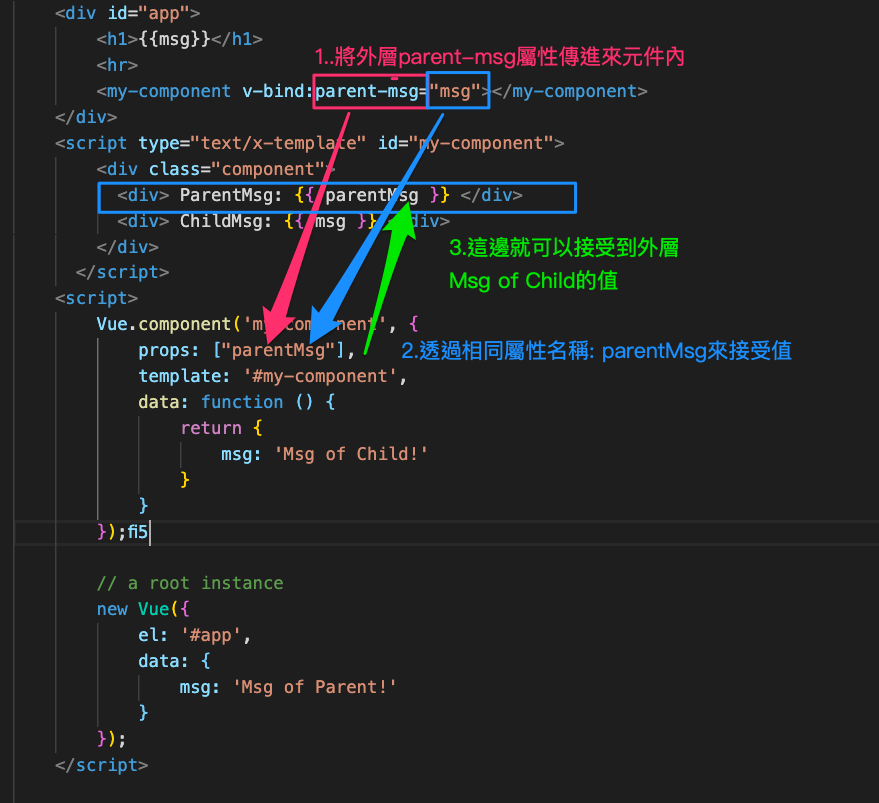 <div id="app">
<h1>{{msg}}</h1>
1..將外層parent-msg屬性傳進來元件內
<hr>
<my-component v-bind:parent-msg="msg"></my-component>
</div>
<script type="text/x-template" id="my-component">
<div class="component">
<div> ParentMsg: {{ parentMsg }} </div>
<div> ChildMsg: {{ msg }} </div>
3.這邊就可以接受到外層
Msg of Child的值
</div>
</script>
<script>
Vue.component('my-component', {
props: ["parentMsg"],
2.透過相同屬性名稱: parentMsg來接受值
template: '#my-component',
data: function () {
return {
msg: 'Msg of Child!'
}
}
});fi5
// a root instance
new Vue({
el: '#app',
data: {
msg: 'Msg of Parent!'
}
});
</script>